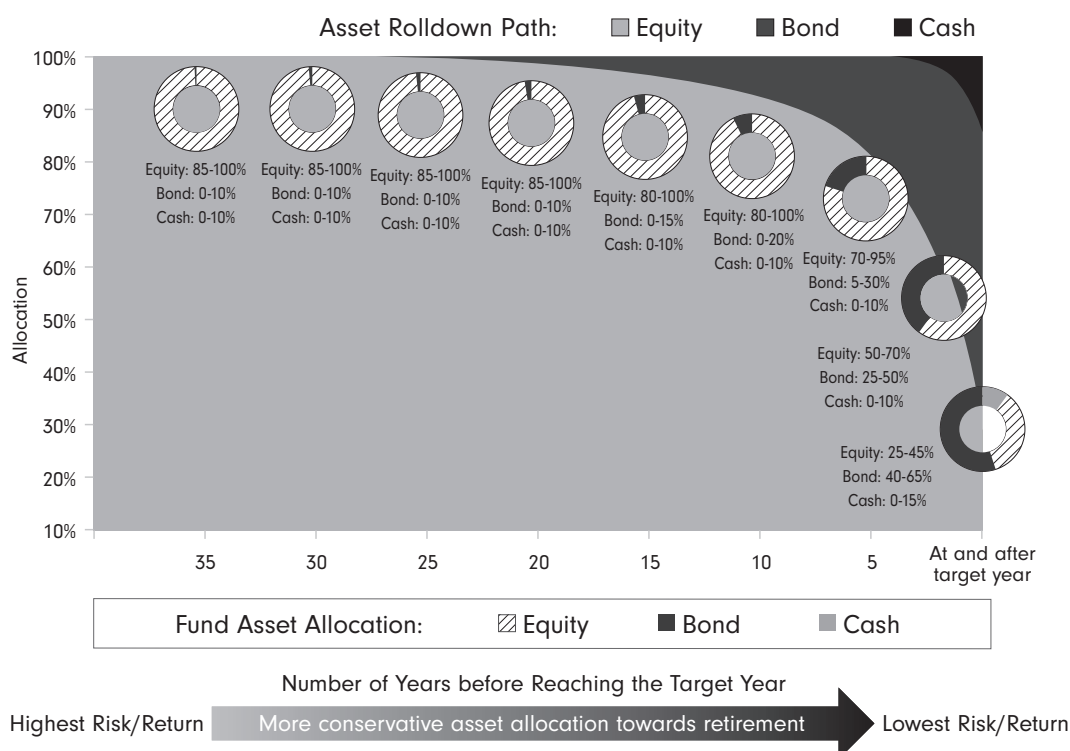 Asset Rolldown Path: Equity Bond Cash
100%
90%
80%
70%
60%
50%
40%
30%
20%
10%
Allocation
Equity: 85-100%
Bond: 0-10%
Cash: 0-10%
Equity: 85-100%
Bond: 0-10%
Cash: 0-10%
Equity: 85-100%
Bond: 0-10%
Cash: 0-10%
Equity: 85-100%
Bond: 0-10%
Cash: 0-10%
Equity: 80-100%
Bond: 0-15%
Cash: 0-10%
Equity: 80-100%
Bond: 0-20%
Cash: 0-10%
Equity: 70-95%
Bond: 5-30%
Cash: 0-10%
Equity: 50-70%
Bond: 25-50%
Cash: 0-10%
Equity: 25-45%
Bond: 40-65%
Cash: 0-15%
35 30 25 20 15 10 5
At and after
target year
Fund Asset Allocation: Equity Bond Cash
Number of Years before Reaching the Target Year
Highest Risk/Return More conservative asset allocation towards retirement Lowest Risk/Return